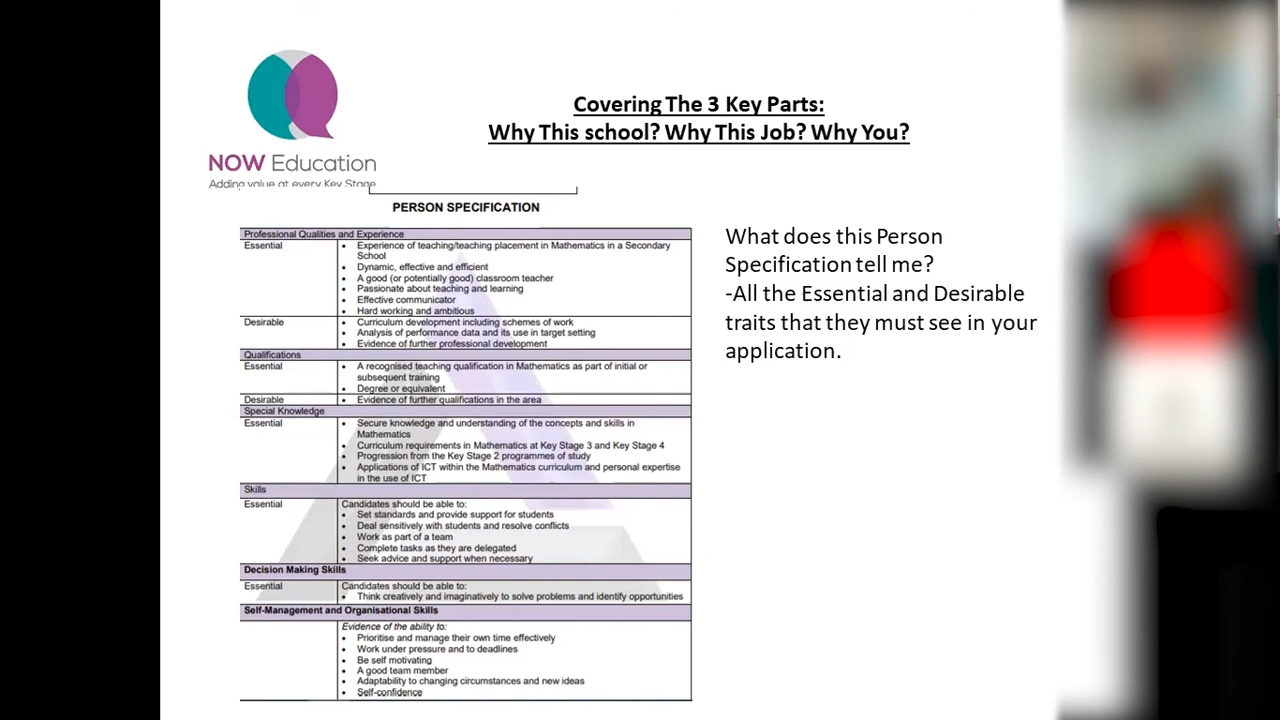 NOW Education
Adding value at every Key Stage
Covering The 3 Key Parts:
Why This school? Why This Job? Why You?
PERSON SPECIFICATION
Professional Qualities and Experience
Essential
• Experience of teaching/teaching placement in Mathematics in a Secondary
School
• Dynamic, effective and efficient
• A good (or potentially good) classroom teacher
• Passionate about teaching and learning
• Effective communicator
• Hard working and ambitious
Desirable
• Curriculum development including schemes of work
• Analysis of performance data and its use in target setting
• Evidence of further professional development
Qualifications
Essential
• A recognised teaching qualification in Mathematics as part of initial or
subsequent training
• Degree or equivalent
Desirable
• Evidence of further qualifications in the area
Special Knowledge
Essential
• Secure knowledge and understanding of the concepts and skills in
Mathematics
• Curriculum requirements in Mathematics at Key Stage 3 and Key Stage 4
• Progression from the Key Stage 2 programmes of study
• Applications of ICT within the Mathematics curriculum and personal expertise
in the use of ICT
Skills
Essential
Candidates should be able to:
• Set standards and provide support for students
• Deal sensitively with students and resolve conflicts
• Work as part of a team
• Complete tasks as they are delegated
• Seek advice and support when necessary
Decision Making Skills
Essential
Candidates should be able to:
• Think creatively and imaginatively to solve problems and identify opportunities
Self-Management and Organisational Skills
Evidence of the ability to:
• Prioritise and manage their own time effectively
• Work under pressure and to deadlines
• Be self motivating
• A good team member
• Adaptability to changing circumstances and new ideas
• Self-confidence
What does this Person
Specification tell me?
-All the Essential and Desirable
traits that they must see in your
application.